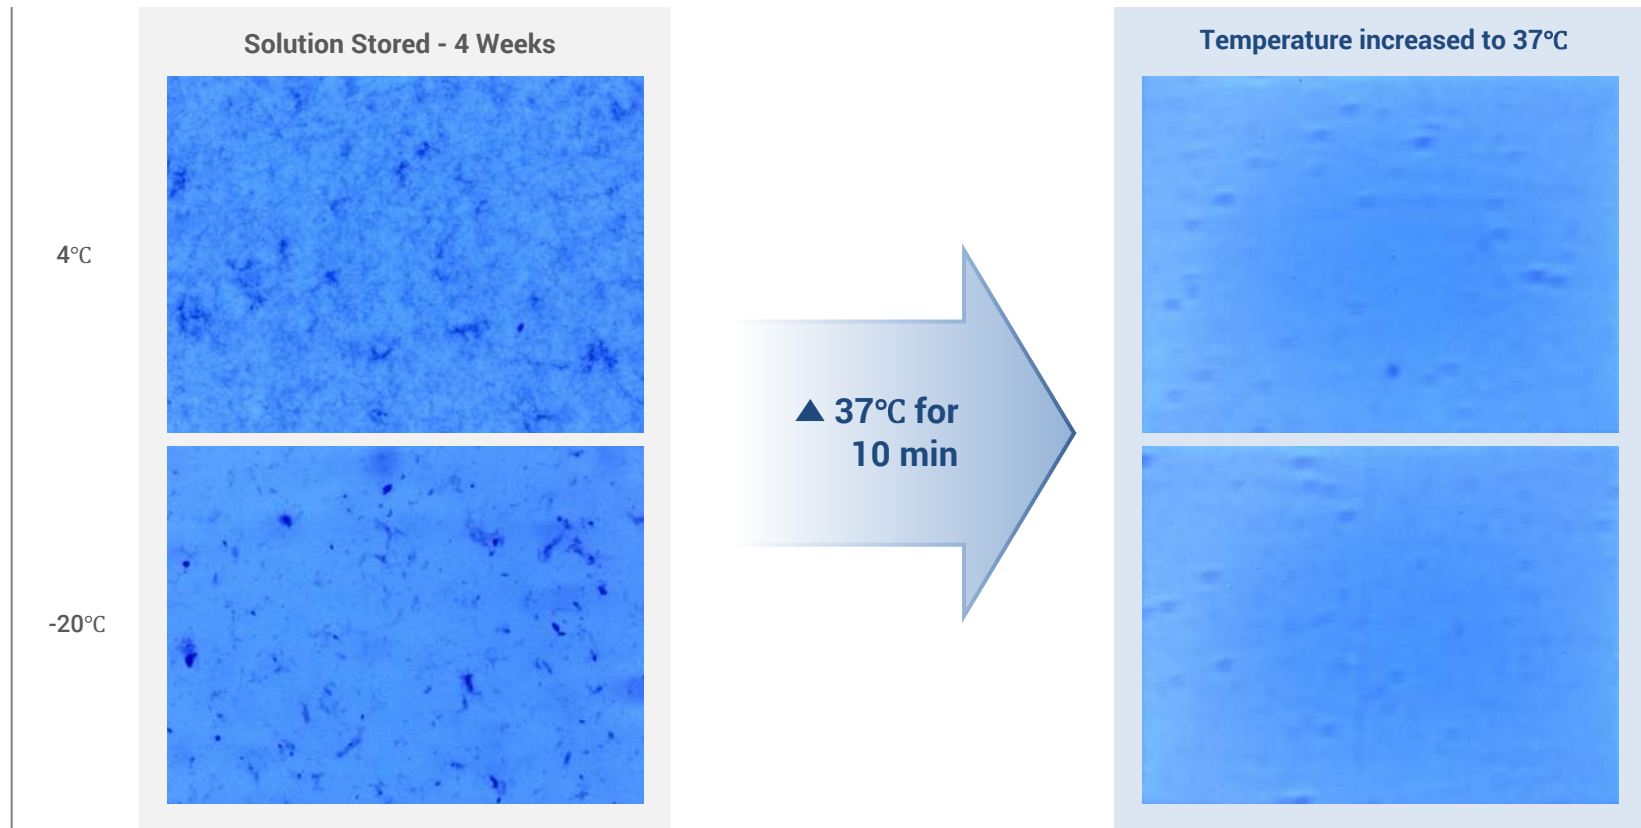 Solution Stored - 4 Weeks
Temperature increased to 37℃
4℃
▲ 37℃ for
10 min
-20℃